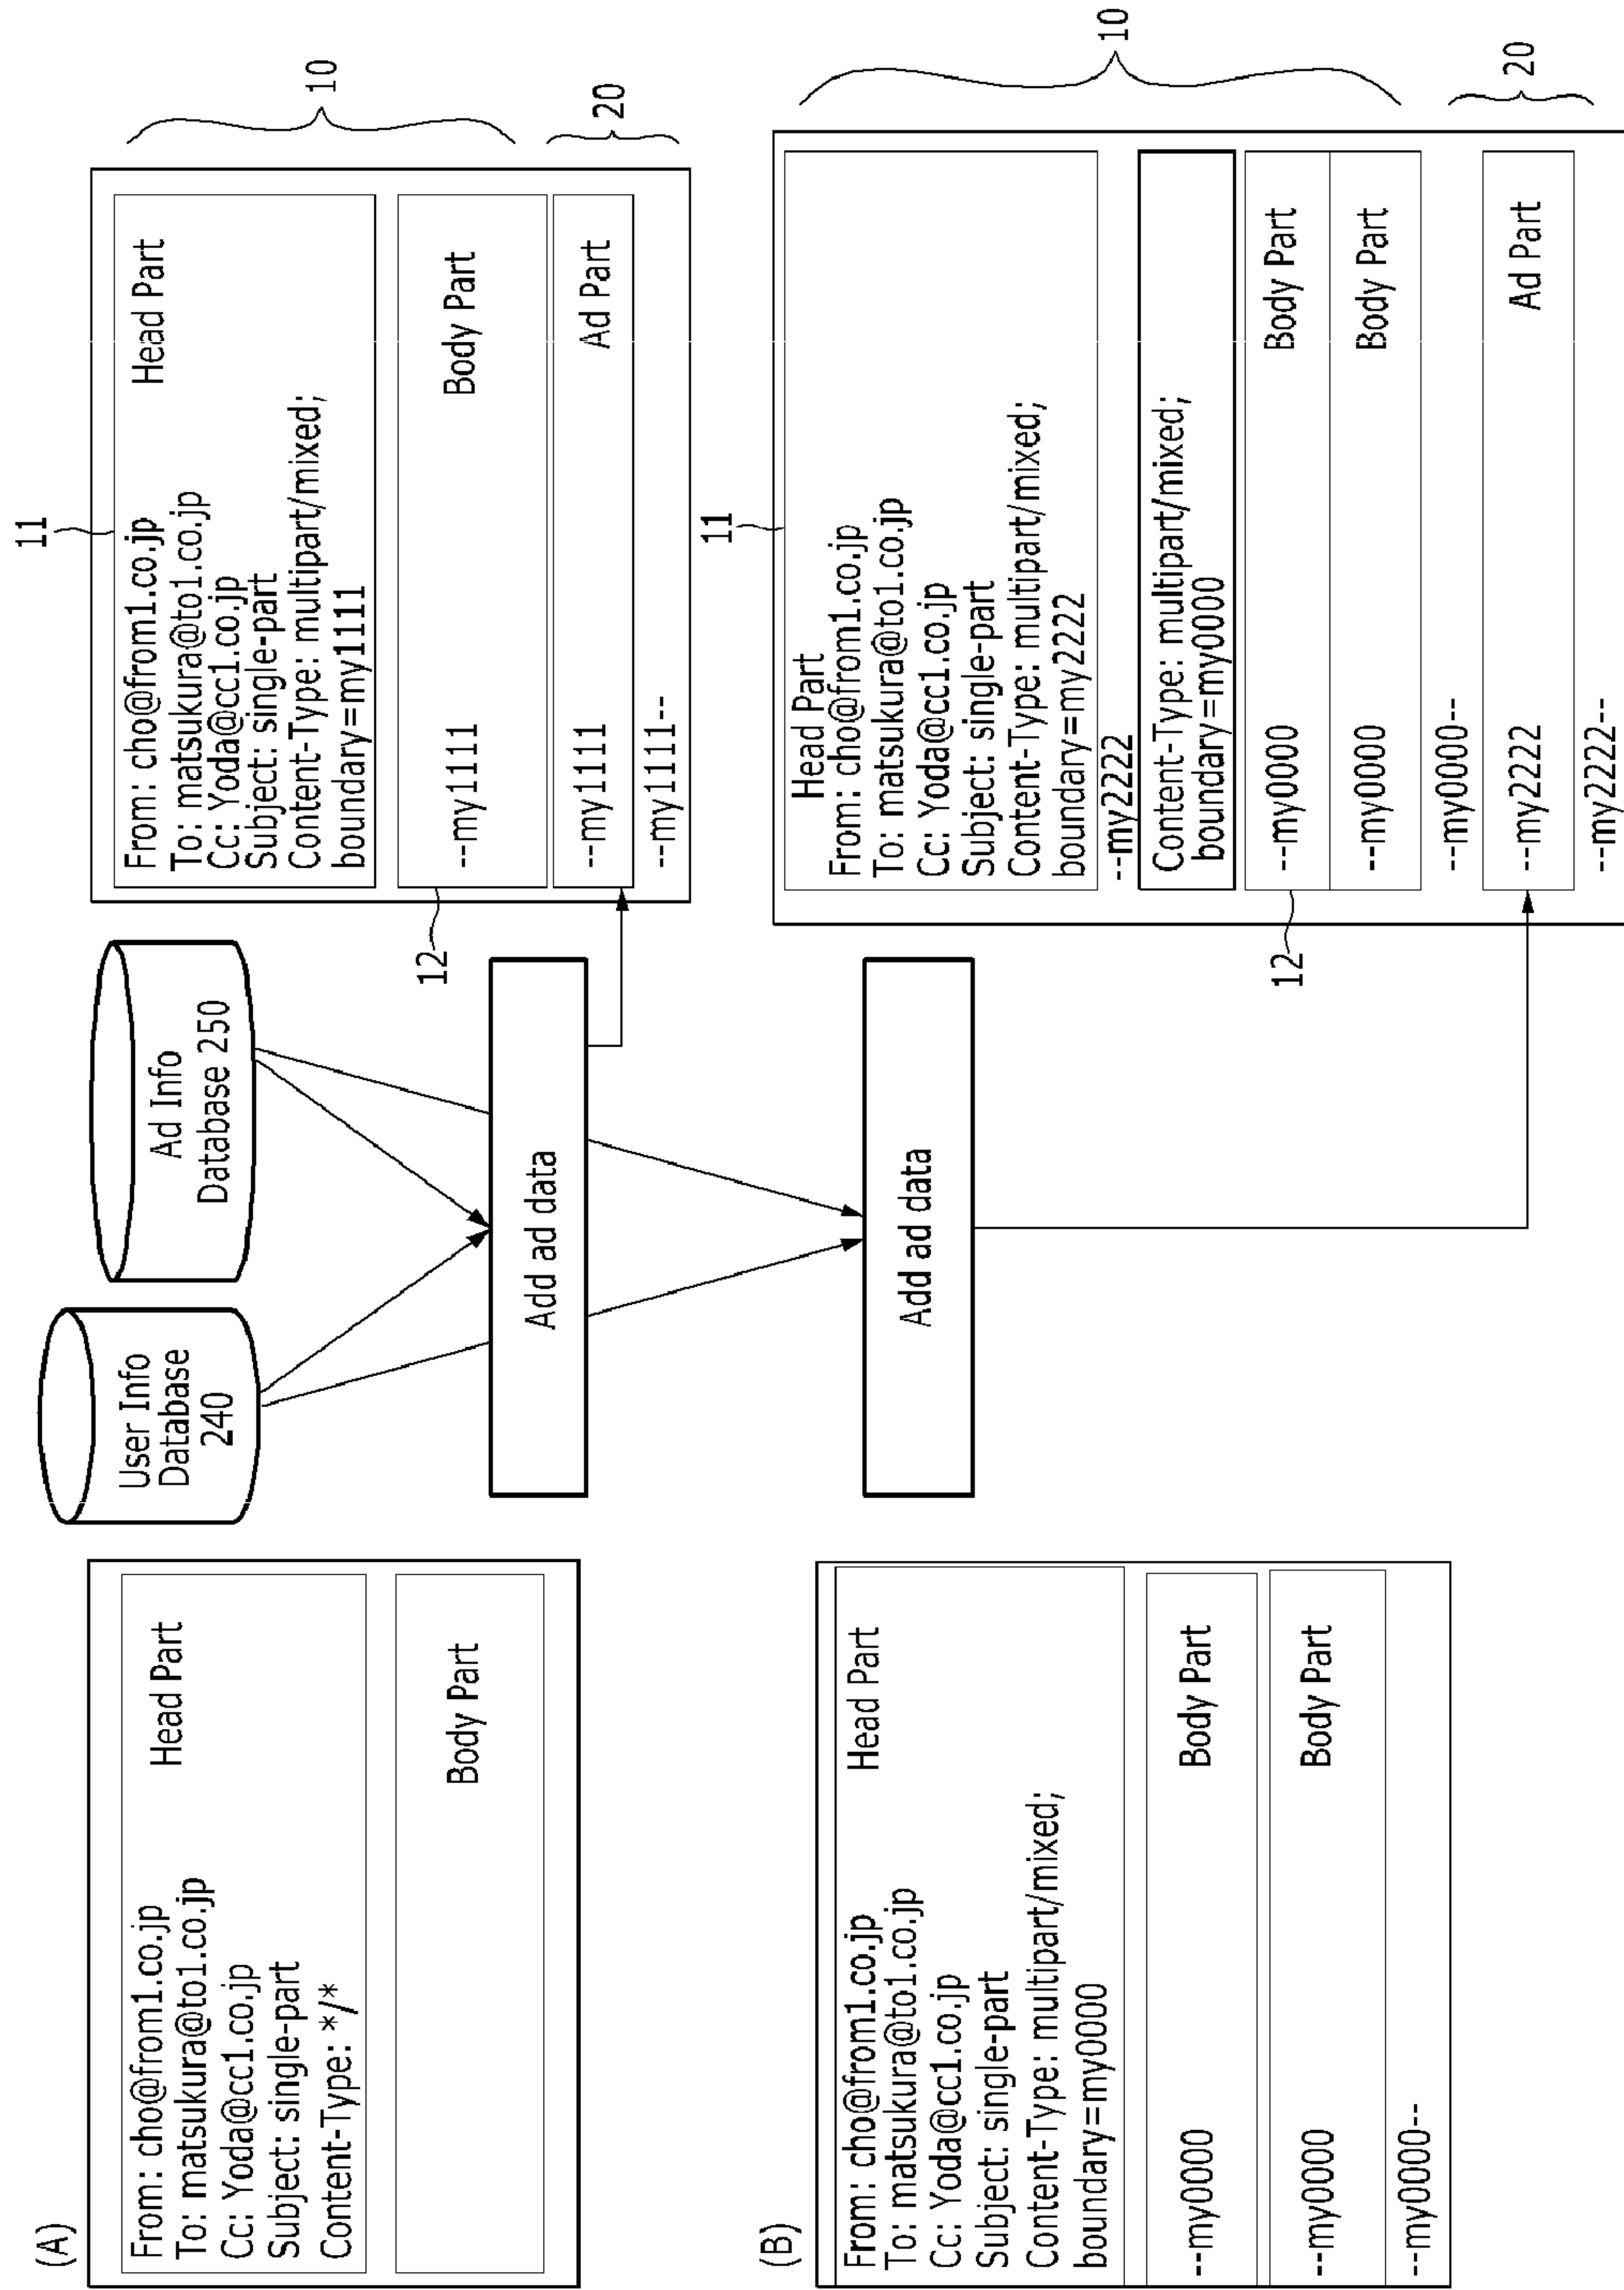 (A)
From: cho@from1.co.jp
Head Part
To: matsukura@to1.co.jp
Cc: Yoda@cc1.co.jp
Subject: single-part
Content-Type: */*
Body Part
User Info
Database
240
Ad Info
Database 250
Add ad data
11
From: cho@from1.co.jp
Head Part
To: matsukura@to1.co.jp
Cc: Yoda@cc1.co.jp
Subject: single-part
Content-Type: multipart/mixed;
boundary=my1111
12
--my1111
Body Part
--my1111
Ad Part
--my1111--
10
20
(B)
From: cho@from1.co.jp
Head Part
To: matsukura@to1.co.jp
Cc: Yoda@cc1.co.jp
Subject: single-part
Content-Type: multipart/mixed;
boundary=my0000
--my0000
Body Part
--my0000
Body Part
--my0000--
Add ad data
11
Head Part
From: cho@from1.co.jp
To: matsukura@to1.co.jp
Cc: Yoda@cc1.co.jp
Subject: single-part
Content-Type: multipart/mixed;
boundary=my2222
--my2222
Content-Type: multipart/mixed;
boundary=my0000
12
--my0000
Body Part
--my0000
Body Part
--my0000--
--my2222
Ad Part
--my2222--
10
20